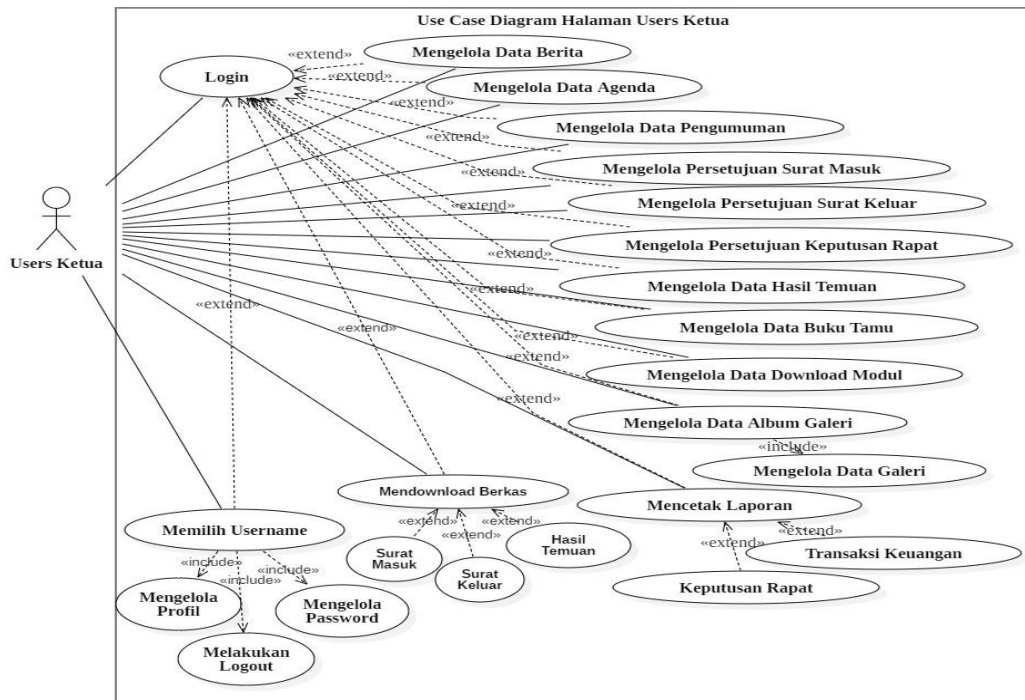 Use Case Diagram Halaman Users Ketua
«extend»
Mengelola Data Berita
Login
«extend»
Mengelola Data Agenda
«extend»
Mengelola Data Pengumuman
«extend»
Mengelola Persetujuan Surat Masuk
«extend»
Mengelola Persetujuan Surat Keluar
«extend»
Mengelola Persetujuan Keputusan Rapat
«extend»
Users Ketua
Mengelola Data Hasil Temuan
«extend»
«extend»
Mengelola Data Buku Tamu
«extend»
«extend»
«extend»
Mengelola Data Download Modul
«extend»
Mengelola Data Album Galeri
«include»
Mengelola Data Galeri
Mendownload Berkas
Mencetak Laporan
«extend»
«extend»
«extend»
Memilih Username
«extend»
«extend»
Hasil
Temuan
Surat
Masuk
Transaksi Keuangan
«include»
«include»
«include»
Surat
Keluar
Keputusan Rapat
Mengelola
Profil
Mengelola
Password
Melakukan
Logout